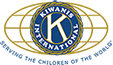 KIWANIS
K
INTERNATIONAL
SERVING THE CHILDREN OF THE WORLD